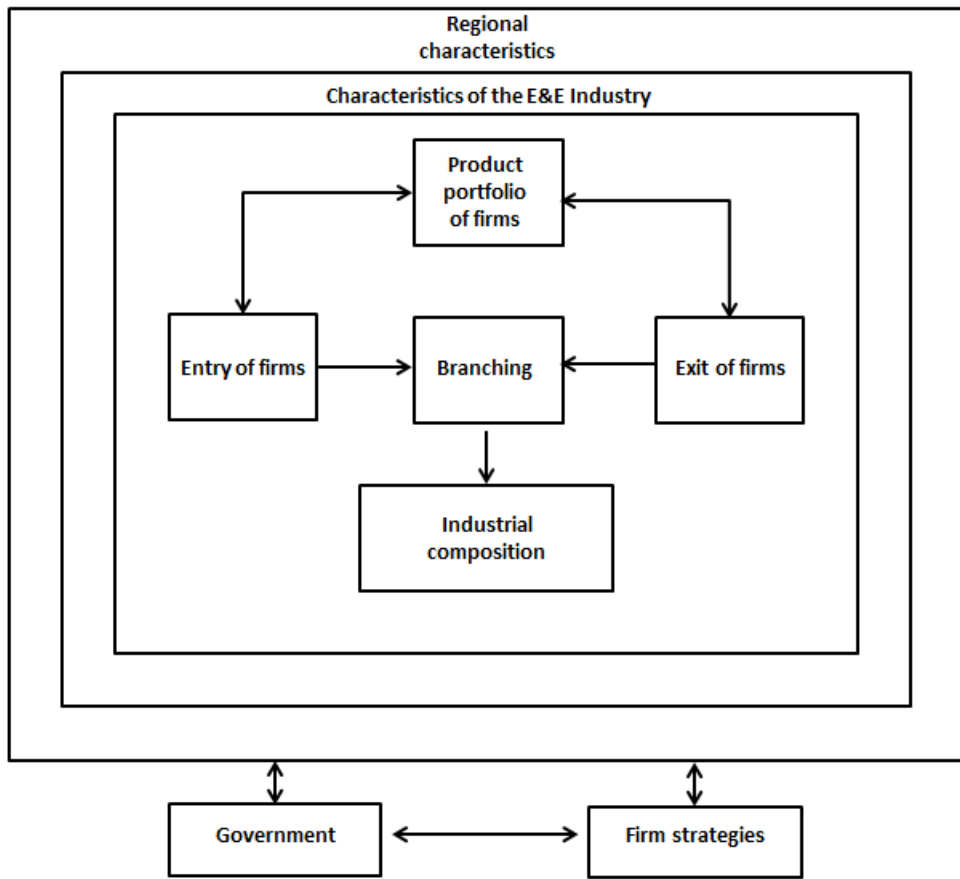 Regional
characteristics
Characteristics of the E&E Industry
Product
portfolio
of firms
Entry of firms
Branching
Exit of firms
Industrial
composition
Government
Firm strategies